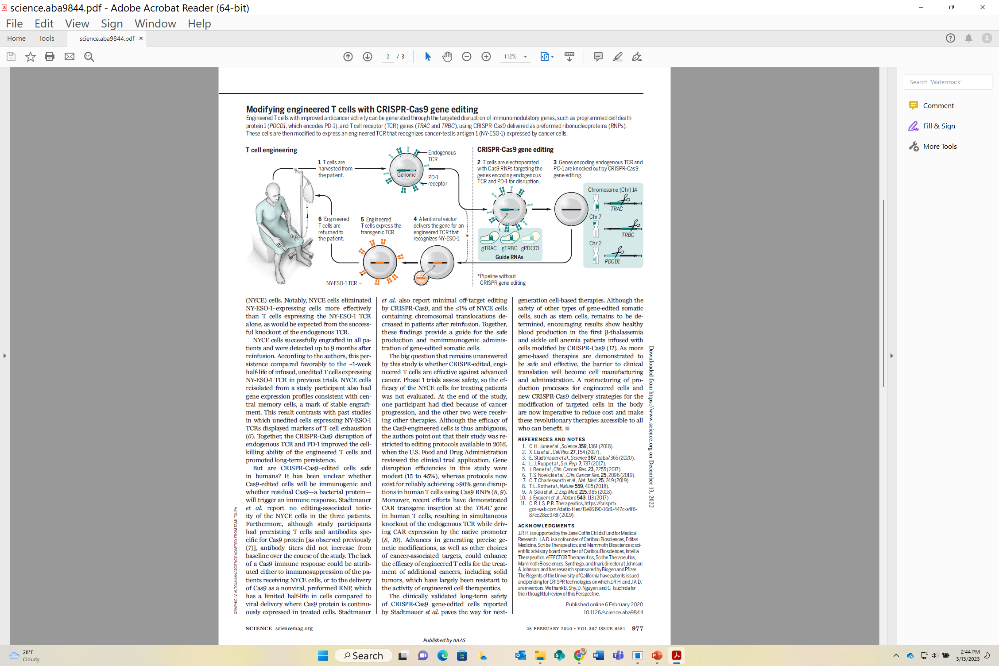 science.aba9844.pdf - Adobe Acrobat Reader (64-bit)
File Edit View Sign Window Help
Home Tools science.aba9844.pdf ×
2 / 3 112%
Search 'Watermark'
Comment
Fill & Sign
More Tools
Modifying engineered T cells with CRISPR-Cas9 gene editing
Engineered T cells with improved anticancer activity can be generated through the targeted disruption of immunomodulatory genes, such as programmed cell death
protein 1 (PDCD1, which encodes PD-1), and T cell receptor (TCR) genes (TRAC and TRBC), using CRISPR-Cas9 delivered as preformed ribonucleoproteins (RNPs).
These cells are then modified to express an engineered TCR that recognizes cancer-testis antigen 1 (NY-ESO-1) expressed by cancer cells.
T cell engineering
1 T cells are
harvested from
the patient.
Genome
Endogenous
TCR
PD-1
receptor
CRISPR-Cas9 gene editing
2 T cells are electroporated
with Cas9 RNPs targeting the
genes encoding endogenous
TCR and PD-1 for disruption.
3 Genes encoding endogenous TCR and
PD-1 are knocked out by CRISPR-Cas9
gene editing.
Chromosome (Chr) 14
TRAC
Chr 7
TRBC
Chr 2
PDCD1
gTRAC gTRBC gPDCD1
Guide RNAs
4 A lentiviral vector
delivers the gene for an
engineered TCR that
recognizes NY-ESO-1.
*
5 Engineered
T cells express the
transgenic TCR.
6 Engineered
T cells are
returned to
the patient.
NY-ESO-1 TCR
*Pipeline without
CRISPR gene editing
(NYCE) cells. Notably, NYCE cells eliminated
NY-ESO-1–expressing cells more effectively
than T cells expressing the NY-ESO-1 TCR
alone, as would be expected from the success-
ful knockout of the endogenous TCR.
NYCE cells successfully engrafted in all pa-
tients and were detected up to 9 months after
reinfusion. According to the authors, this per-
sistence compared favorably to the ~1-week
half-life of infused, unedited T cells expressing
NY-ESO-1 TCR in previous trials. NYCE cells
reisolated from a study participant also had
gene expression profiles consistent with cen-
tral memory cells, a mark of stable engraft-
ment. This result contrasts with past studies
in which unedited cells expressing NY-ESO-1
TCRs displayed markers of T cell exhaustion
(6). Together, the CRISPR-Cas9 disruption of
endogenous TCR and PD-1 improved the cell-
killing ability of the engineered T cells and
promoted long-term persistence.
But are CRISPR-Cas9–edited cells safe
in humans? It has been unclear whether
Cas9-edited cells will be immunogenic and
whether residual Cas9—a bacterial protein—
will trigger an immune response. Stadtmauer
et al. report no editing-associated toxic-
ity of the NYCE cells in the three patients.
Furthermore, although study participants
had preexisting T cells and antibodies spe-
cific for Cas9 protein [as observed previously
(7)], antibody titers did not increase from
baseline over the course of the study. The lack
of a Cas9 immune response could be attrib-
uted either to immunosuppression of the pa-
tients receiving NYCE cells, or to the delivery
of Cas9 as a nonviral, preformed RNP, which
has a limited half-life in cells compared to
viral delivery where Cas9 protein is continu-
ously expressed in treated cells. Stadtmauer
et al. also report minimal off-target editing
by CRISPR-Cas9, and the ≤1% of NYCE cells
containing chromosomal translocations de-
creased in patients after reinfusion. Together,
these findings provide a guide for the safe
production and nonimmunogenic adminis-
tration of gene-edited somatic cells.
The big question that remains unanswered
by this study is whether CRISPR-edited, engi-
neered T cells are effective against advanced
cancer. Phase 1 trials assess safety, so the ef-
ficacy of the NYCE cells for treating patients
was not evaluated. At the end of the study,
one participant had died because of cancer
progression, and the other two were receiv-
ing other therapies. Although the efficacy of
the Cas9-engineered cells is thus ambiguous,
the authors point out that their study was re-
stricted to editing protocols available in 2016,
when the U.S. Food and Drug Administration
reviewed the clinical trial application. Gene
disruption efficiencies in this study were
modest (15 to 45%), whereas protocols now
exist for reliably achieving >90% gene disrup-
tions in human T cells using Cas9 RNPs (8, 9).
Moreover, recent efforts have demonstrated
CAR transgene insertion at the TRAC gene
in human T cells, resulting in simultaneous
knockout of the endogenous TCR while driv-
ing CAR expression by the native promoter
(8, 10). Advances in generating precise ge-
netic modifications, as well as other choices
of cancer-associated targets, could enhance
the efficacy of engineered T cells for the treat-
ment of additional cancers, including solid
tumors, which have largely been resistant to
the activity of engineered cell therapeutics.
The clinically validated long-term safety
of CRISPR-Cas9 gene-edited cells reported
by Stadtmauer et al. paves the way for next-
generation cell-based therapies. Although the
safety of other types of gene-edited somatic
cells, such as stem cells, remains to be de-
termined, encouraging results show healthy
blood production in the first β-thalassemia
and sickle cell anemia patients infused with
cells modified by CRISPR-Cas9 (11). As more
gene-based therapies are demonstrated to
be safe and effective, the barrier to clinical
translation will become cell manufacturing
and administration. A restructuring of pro-
duction processes for engineered cells and
new CRISPR-Cas9 delivery strategies for the
modification of targeted cells in the body
are now imperative to reduce cost and make
these revolutionary therapies accessible to all
who can benefit. ■
REFERENCES AND NOTES
1. C. H. June et al., Science 359, 1361 (2018).
2. X. Liu et al., Cell Res. 27, 154 (2017).
3. E. Stadtmauer et al., Science 367, eaba7365 (2020).
4. L. J. Rupp et al., Sci. Rep. 7, 737 (2017).
5. J. Ren et al., Clin. Cancer Res. 23, 2255 (2017).
6. T. S. Nowicki et al., Clin. Cancer Res. 25, 2096 (2019).
7. C. T. Charlesworth et al., Nat. Med. 25, 249 (2019).
8. T. L. Roth et al., Nature 559, 405 (2018).
9. A. Seki et al., J. Exp. Med. 215, 985 (2018).
10. J. Eyquem et al., Nature 543, 113 (2017).
11. C. R. I. S. P. R. Therapeutics, https://crisprtx.
gcs-web.com/static-files/f1e96190-16d1-447c-a4f6-
87cc28cc978f (2019).
ACKNOWLEDGMENTS
J.R.H. is supported by the Jane Coffin Childs Fund for Medical
Research. J.A.D. is a cofounder of Caribou Biosciences, Editas
Medicine, Scribe Therapeutics, and Mammoth Biosciences; sci-
entific advisory board member of Caribou Biosciences, Intellia
Therapeutics, eFFECTOR Therapeutics, Scribe Therapeutics,
Mammoth Biosciences, Synthego, and Inari; director at Johnson
& Johnson; and has research sponsored by Biogen and Pfizer.
The Regents of the University of California have patents issued
and pending for CRISPR technologies on which J.R.H. and J.A.D.
are inventors. We thank B. Shy, D. Nguyen, and C. Tsuchida for
their thoughtful review of this Perspective.
Published online 6 February 2020
10.1126/science.aba9844
GRAPHIC: V. ALTOUNIAN/SCIENCE ADAPTED FROM TAMI TOLPA
Downloaded from https://www.science.org on December 13, 2022
SCIENCE sciencemag.org
28 FEBRUARY 2020 • VOL 367 ISSUE 6481 977
Published by AAAS
28°F
Cloudy
Search
2:44 PM
3/13/2023